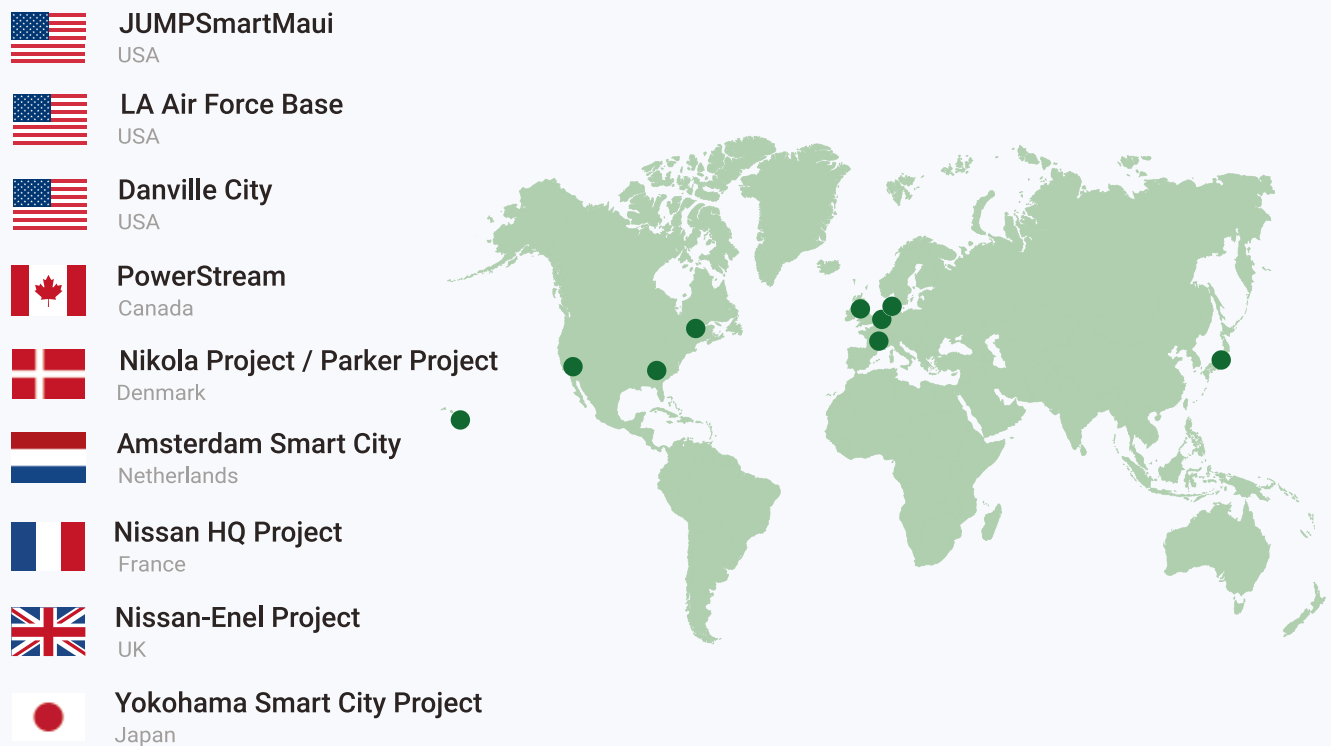 JUMPSmartMaui
USA
LA Air Force Base
USA
Danville City
USA
PowerStream
Canada
Nikola Project / Parker Project
Denmark
Amsterdam Smart City
Netherlands
Nissan HQ Project
France
Nissan-Enel Project
UK
Yokohama Smart City Project
Japan